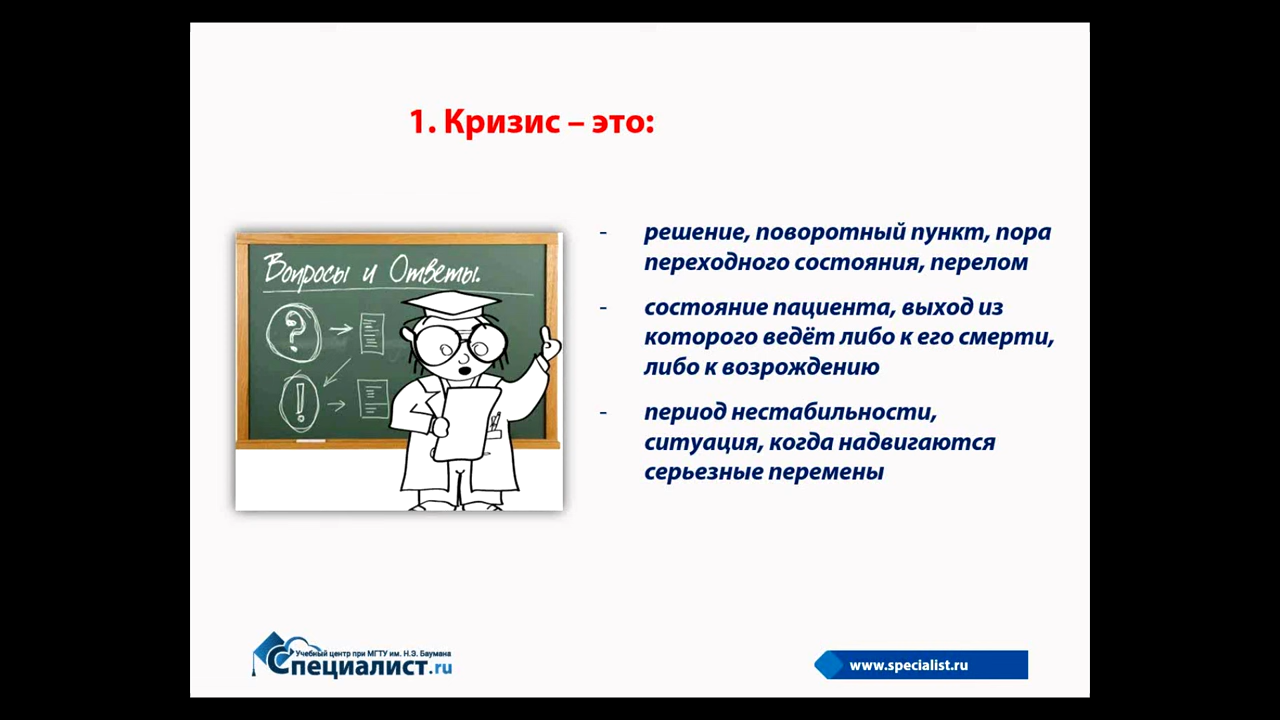 1. Кризис – это:
Вопросы и Ответы.
?
!
- решение, поворотный пункт, пора
переходного состояния, перелом
- состояние пациента, выход из
которого ведёт либо к его смерти,
либо к возрождению
- период нестабильности,
ситуация, когда надвигаются
серьезные перемены
Учебный центр при МГТУ им. Н.Э. Баумана
Специалист.ru
www.specialist.ru